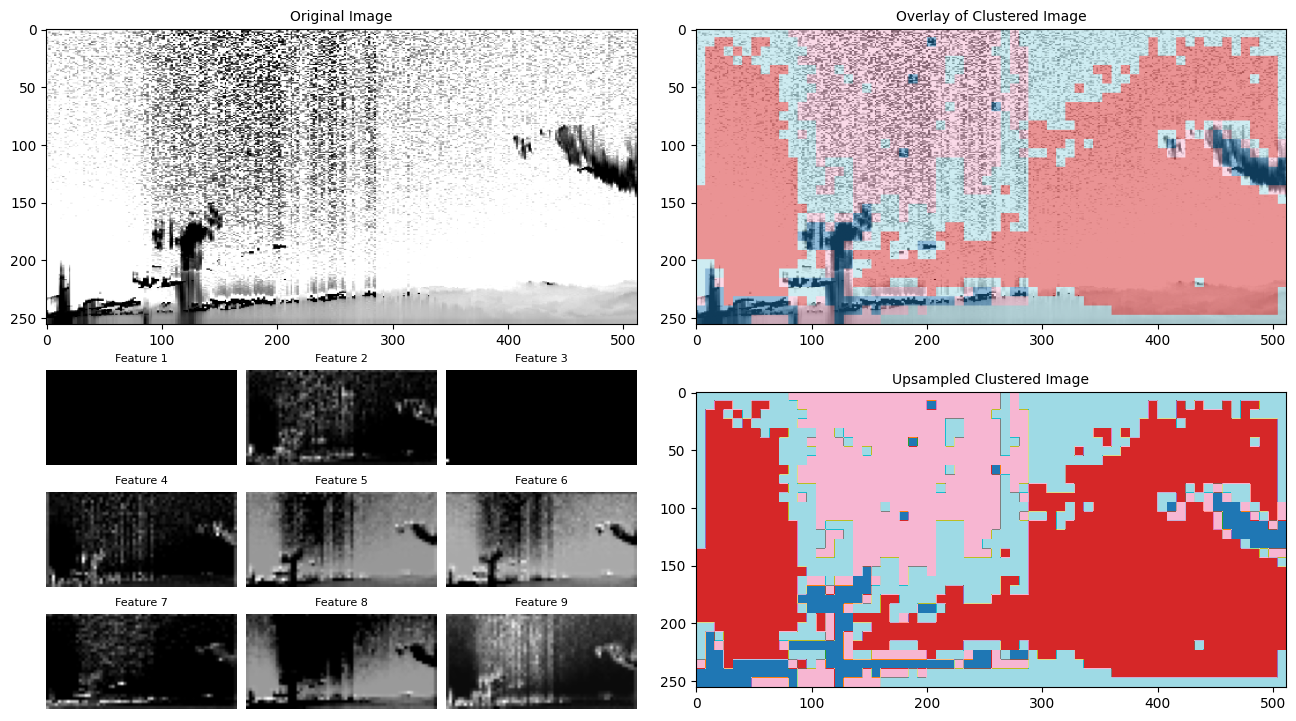 Original Image
0
50
100
150
200
250
0 100 200 300 400 500
Overlay of Clustered Image
0
50
100
150
200
250
0 100 200 300 400 500
Feature 1 Feature 2 Feature 3
Feature 4 Feature 5 Feature 6
Feature 7 Feature 8 Feature 9
Upsampled Clustered Image
0
50
100
150
200
250
0 100 200 300 400 500